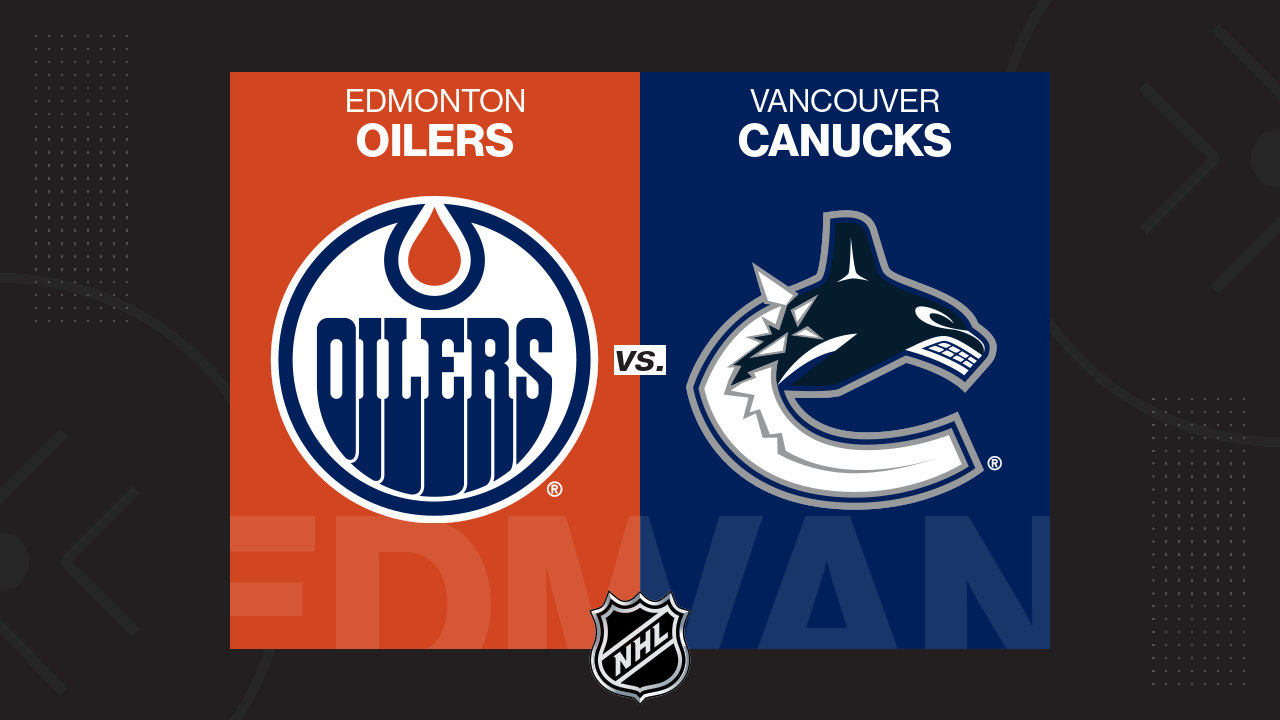 EDMONTON
OILERS
VANCOUVER
CANUCKS
OILERS
®
vs.
®
EDM
VAN
NHL